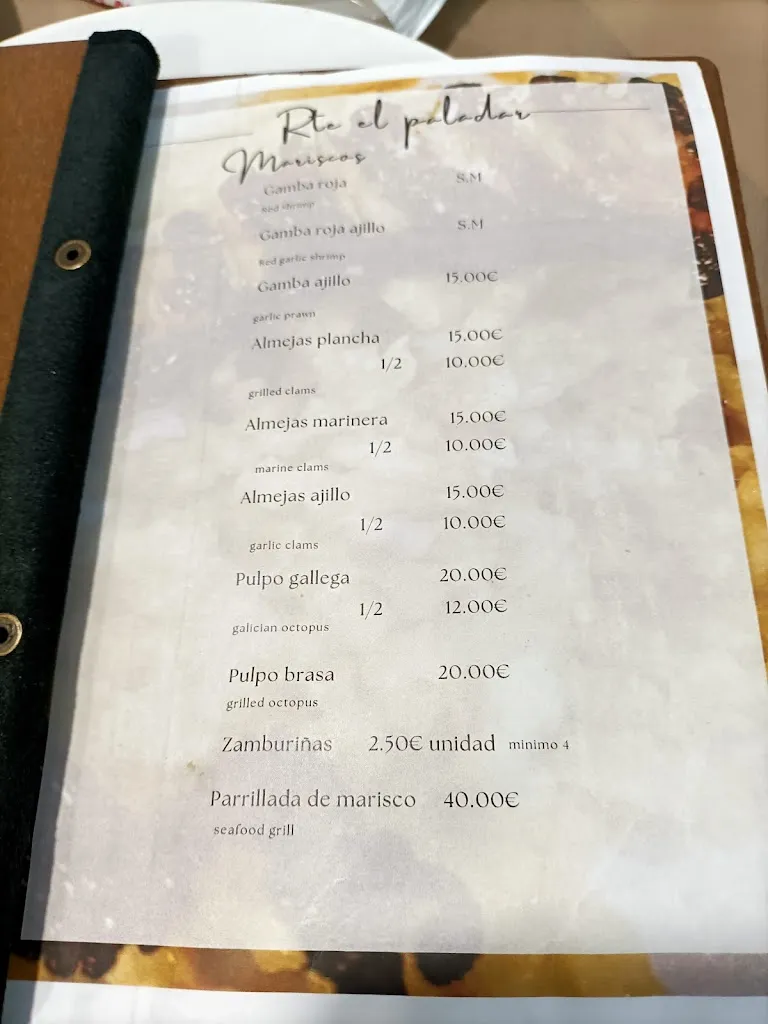 Rte el paladar
Mariscos
Gamba roja S.M
Red shrimp
Gamba roja ajillo S.M
Red garlic shrimp
Gamba ajillo 15.00€
garlic prawn
Almejas plancha 15.00€
1/2 10.00€
grilled clams
Almejas marinera 15.00€
1/2 10.00€
marine clams
Almejas ajillo 15.00€
1/2 10.00€
garlic clams
Pulpo gallega 20.00€
1/2 12.00€
galician octopus
Pulpo brasa 20.00€
grilled octopus
Zamburiñas 2.50€ unidad minimo 4
Parrillada de marisco 40.00€
seafood grill